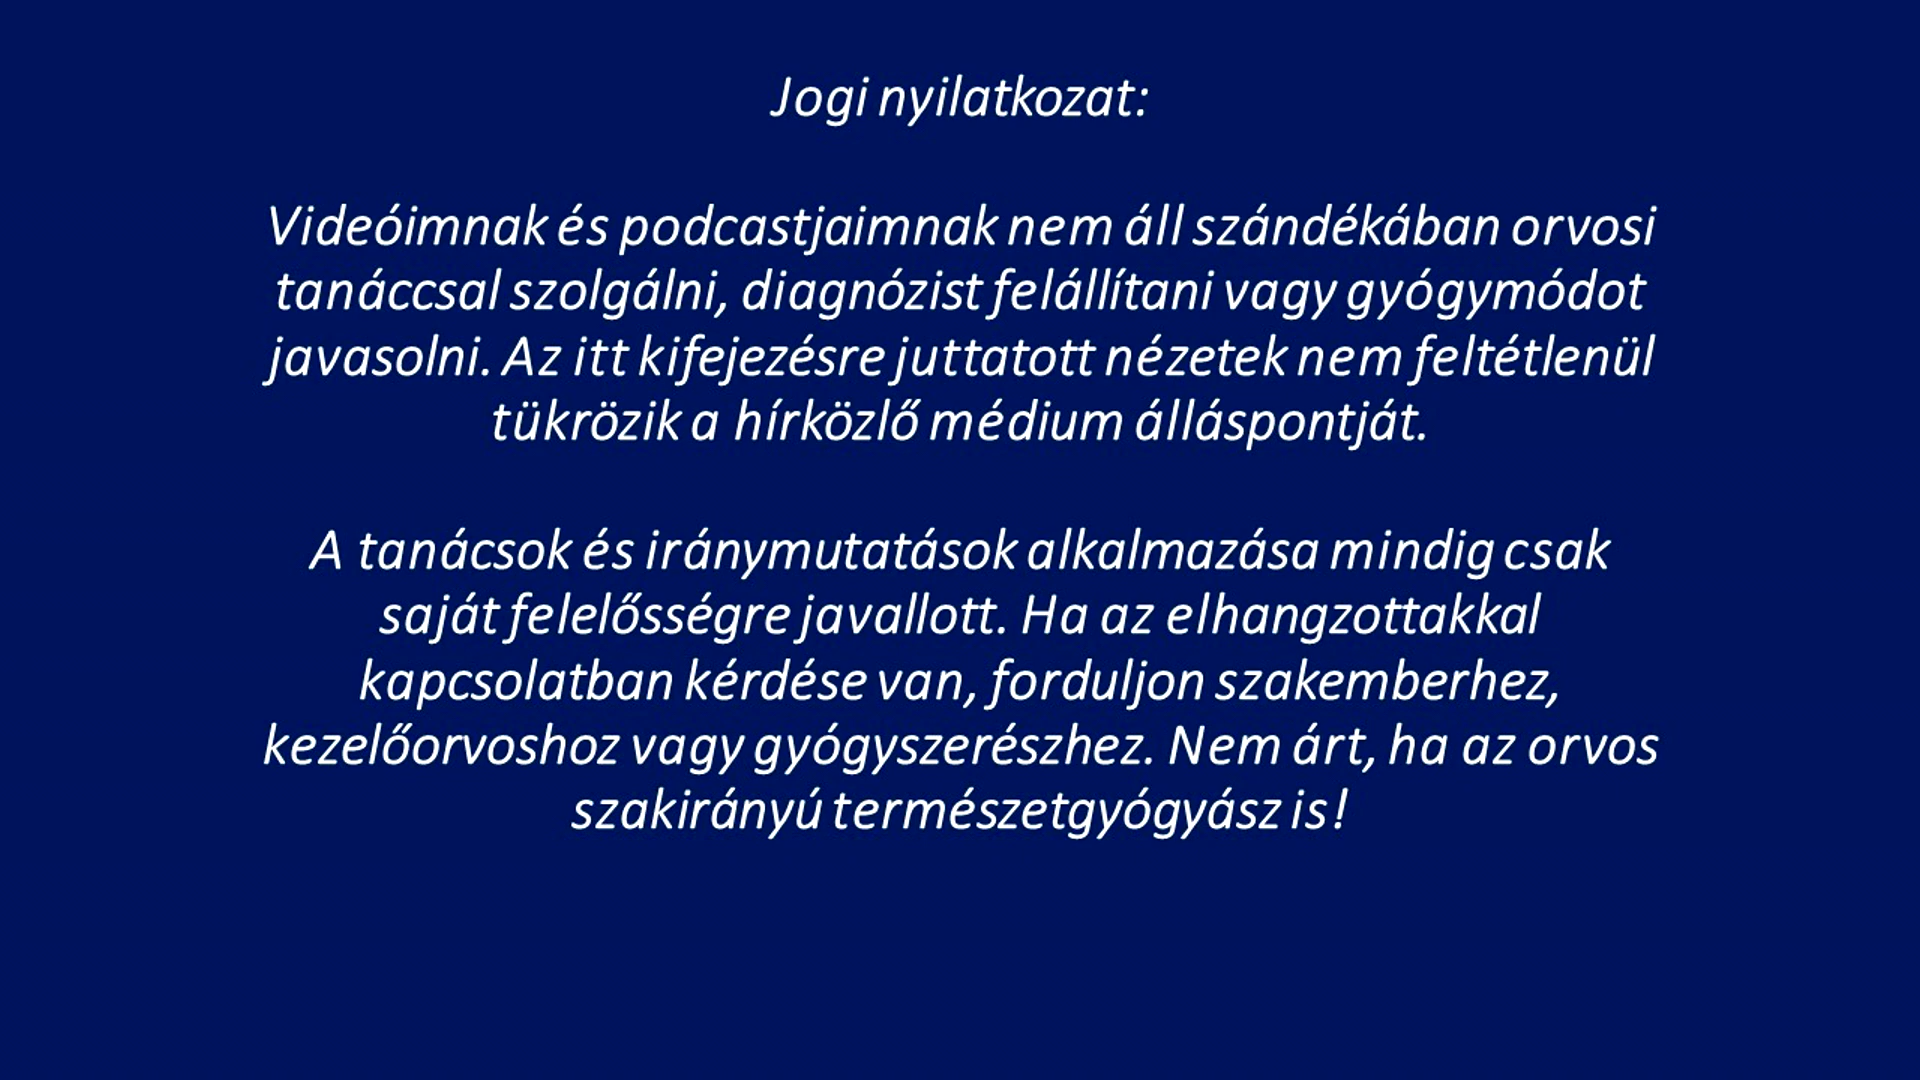 Jogi nyilatkozat:
Videóimnak és podcastjaimnak nem áll szándékában orvosi
tanáccsal szolgálni, diagnózist felállítani vagy gyógymódot
javasolni. Az itt kifejezésre juttatott nézetek nem feltétlenül
tükrözik a hírközlő médium álláspontját.
A tanácsok és iránymutatások alkalmazása mindig csak
saját felelősségre javallott. Ha az elhangzottakkal
kapcsolatban kérdése van, forduljon szakemberhez,
kezelőorvoshoz vagy gyógyszerészhez. Nem árt, ha az orvos
szakirányú természetgyógyász is!